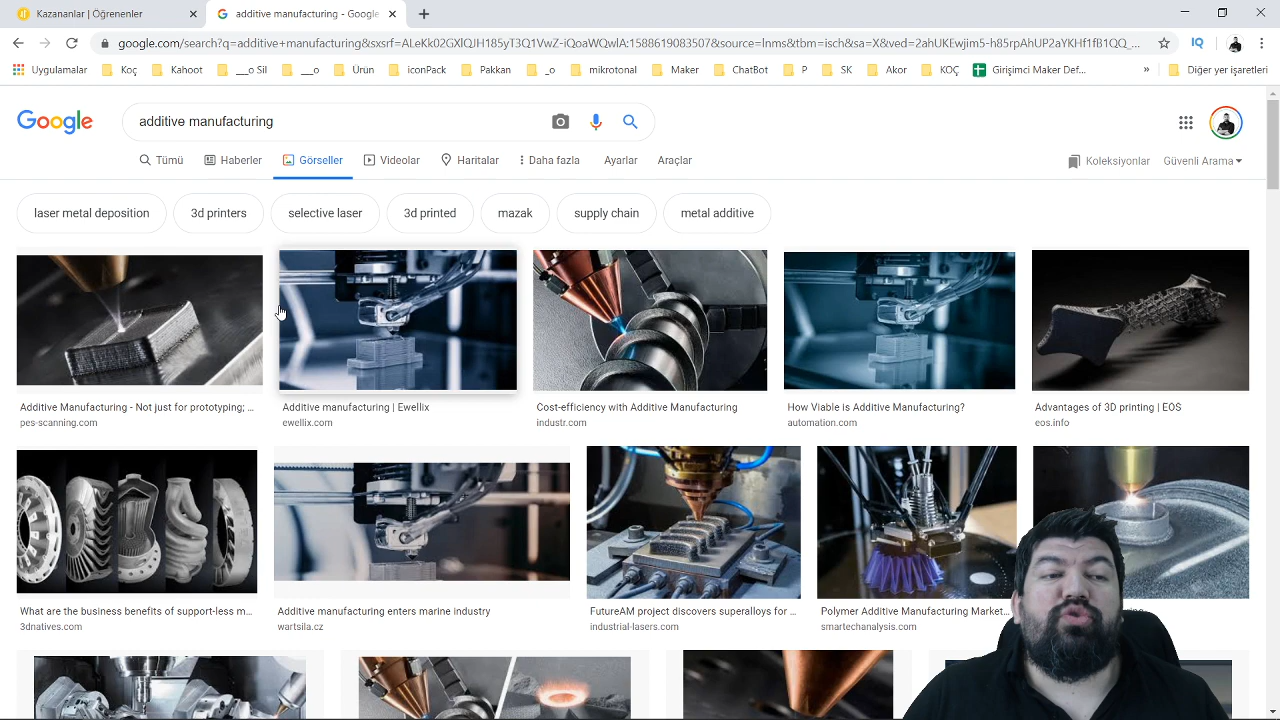 Kazananlar | Öğrenenler
additive manufacturing - Google
google.com/search?q=additive+manufacturing&sxsrf=ALeKk02GXlQJH185yT3Q1VwZ-iQoaWQwlA:1588619083507&source=lnms&tbm=isch&sa=X&ved=2ahUKEwjim5-h85rpAhUP2aYKHf1fB1QQ_...
IQ
Uygulamalar
Koç
Kahoot
___o Sil
___o
Ürün
iconPack
Pakkan
_o
mikrotonal
Maker
ChatBot
P
SK
Akor
KOÇ
Girişimci Maker Def...
»
Diğer yer işaretleri
Google
additive manufacturing
Tümü
Haberler
Görseller
Videolar
Haritalar
Daha fazla
Ayarlar
Araçlar
Koleksiyonlar
Güvenli Arama
laser metal deposition
3d printers
selective laser
3d printed
mazak
supply chain
metal additive
Additive Manufacturing - Not just for prototyping; ...
pes-scanning.com
Additive manufacturing | Ewellix
ewellix.com
Cost-efficiency with Additive Manufacturing
industr.com
How Viable is Additive Manufacturing?
automation.com
Advantages of 3D printing | EOS
eos.info
What are the business benefits of support-less m...
3dnatives.com
Additive manufacturing enters marine industry
wartsila.cz
FutureAM project discovers superalloys for ...
industrial-lasers.com
Polymer Additive Manufacturing Market...
smartechanalysis.com